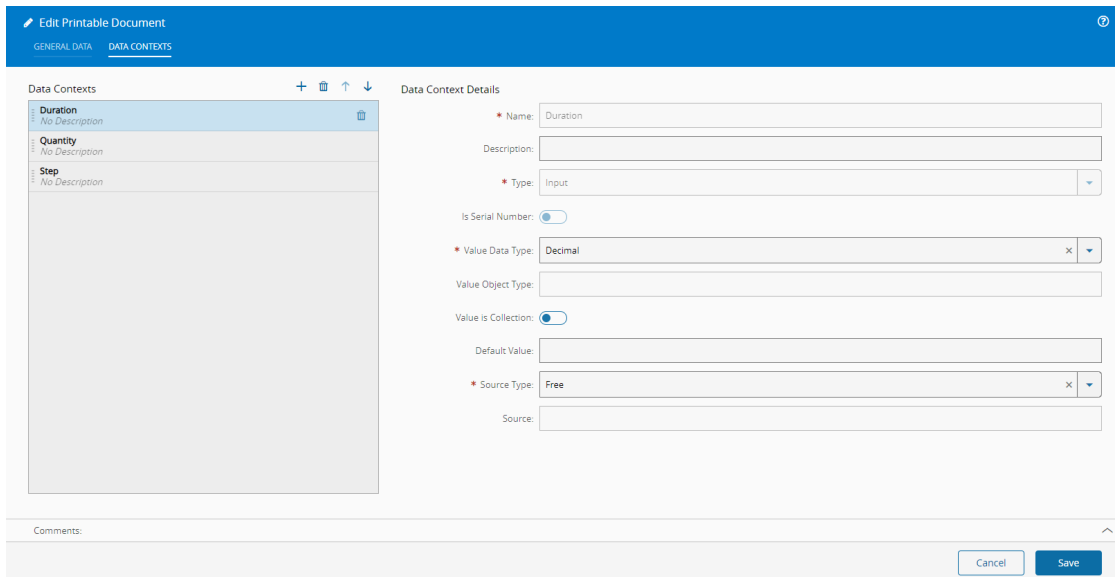 Edit Printable Document
GENERAL DATA DATA CONTEXTS
Data Contexts
Duration
No Description
Quantity
No Description
Step
No Description
Data Context Details
* Name: Duration
Description:
* Type: Input
Is Serial Number:
* Value Data Type: Decimal
Value Object Type:
Value is Collection:
Default Value:
* Source Type: Free
Source:
Comments:
Cancel Save